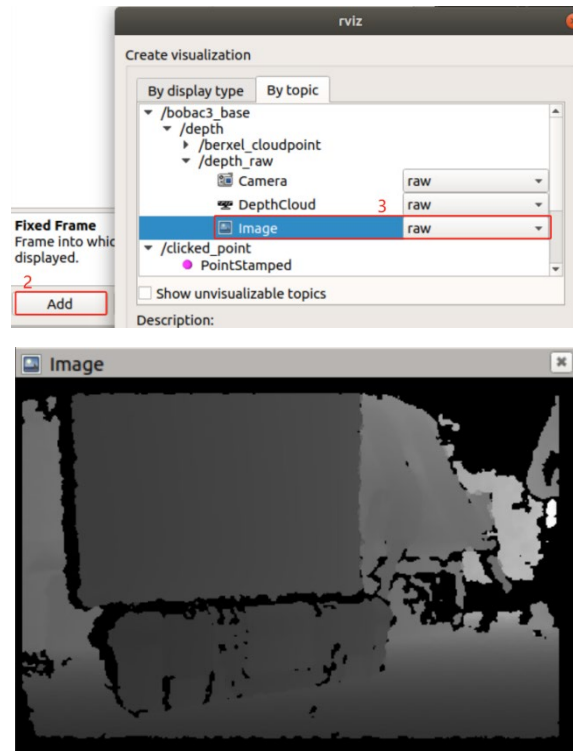 rviz
Create visualization
By display type By topic
/bobac3_base
/depth
/berxel_cloudpoint
/depth_raw
Camera raw
DepthCloud 3 raw
Image raw
Fixed Frame
Frame into whic
displayed.
/clicked_point
PointStamped
2
Add
Show unvisualizable topics
Description:
Image